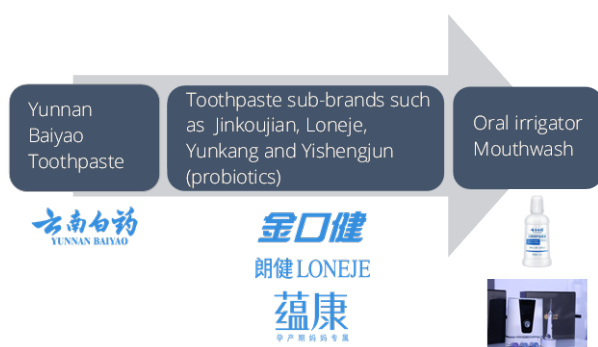 Yunnan
Baiyao
Toothpaste
Toothpaste sub-brands such
as Jinkoujian, Loneje,
Yunkang and Yishengjun
(probiotics)
Oral irrigator
Mouthwash
云南白药
YUNNAN BAIYAO
金口健
朗健 LONEJE
蕴康
孕产期妈妈专属